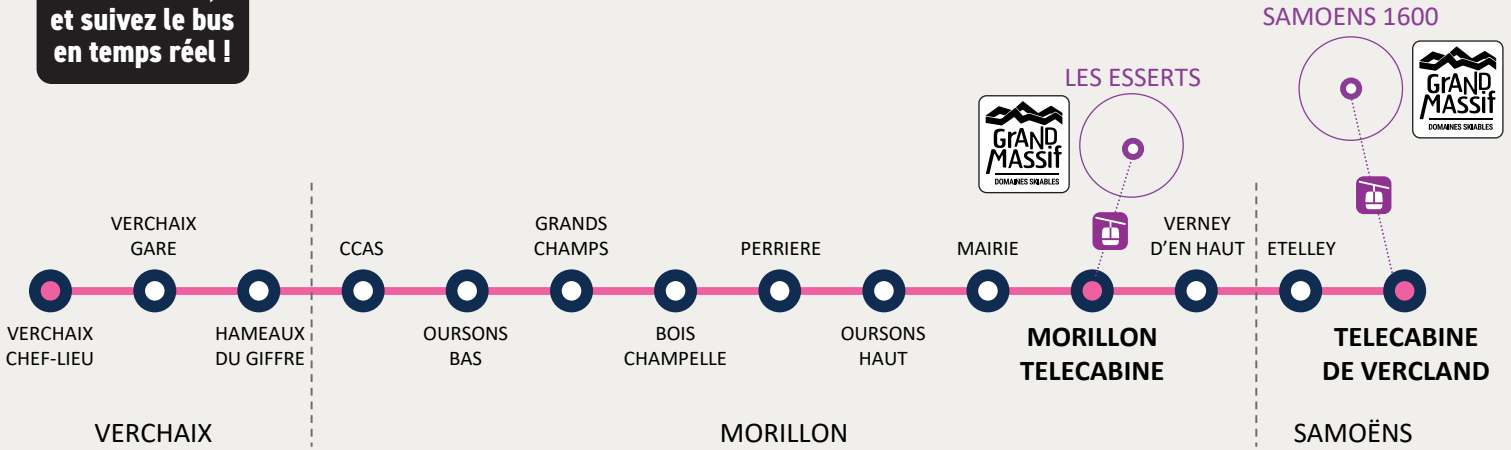 et suivez le bus
en temps réel !
SAMOENS 1600
GrAND
MASSif
DOMAINES SKIABLES
LES ESSERTS
GrAND
MASSif
DOMAINES SKIABLES
VERCHAIX
GARE
CCAS
GRANDS
CHAMPS
PERRIERE
MAIRIE
VERNEY
D'EN HAUT
ETELLEY
VERCHAIX
CHEF-LIEU
HAMEAUX
DU GIFFRE
OURSONS
BAS
BOIS
CHAMPELLE
OURSONS
HAUT
MORILLON
TELECABINE
TELECABINE
DE VERCLAND
VERCHAIX
MORILLON
SAMOËNS